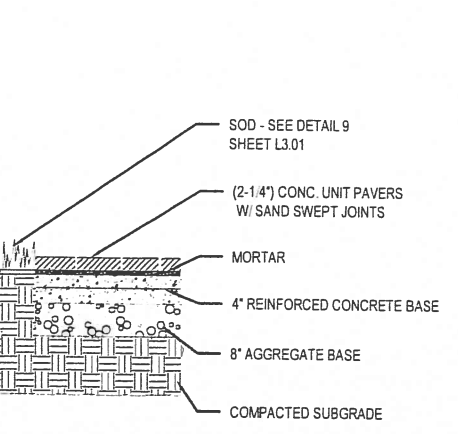 SOD - SEE DETAIL 9
SHEET L3.01
(2-1/4") CONC. UNIT PAVERS
W/ SAND SWEPT JOINTS
MORTAR
4" REINFORCED CONCRETE BASE
8" AGGREGATE BASE
COMPACTED SUBGRADE